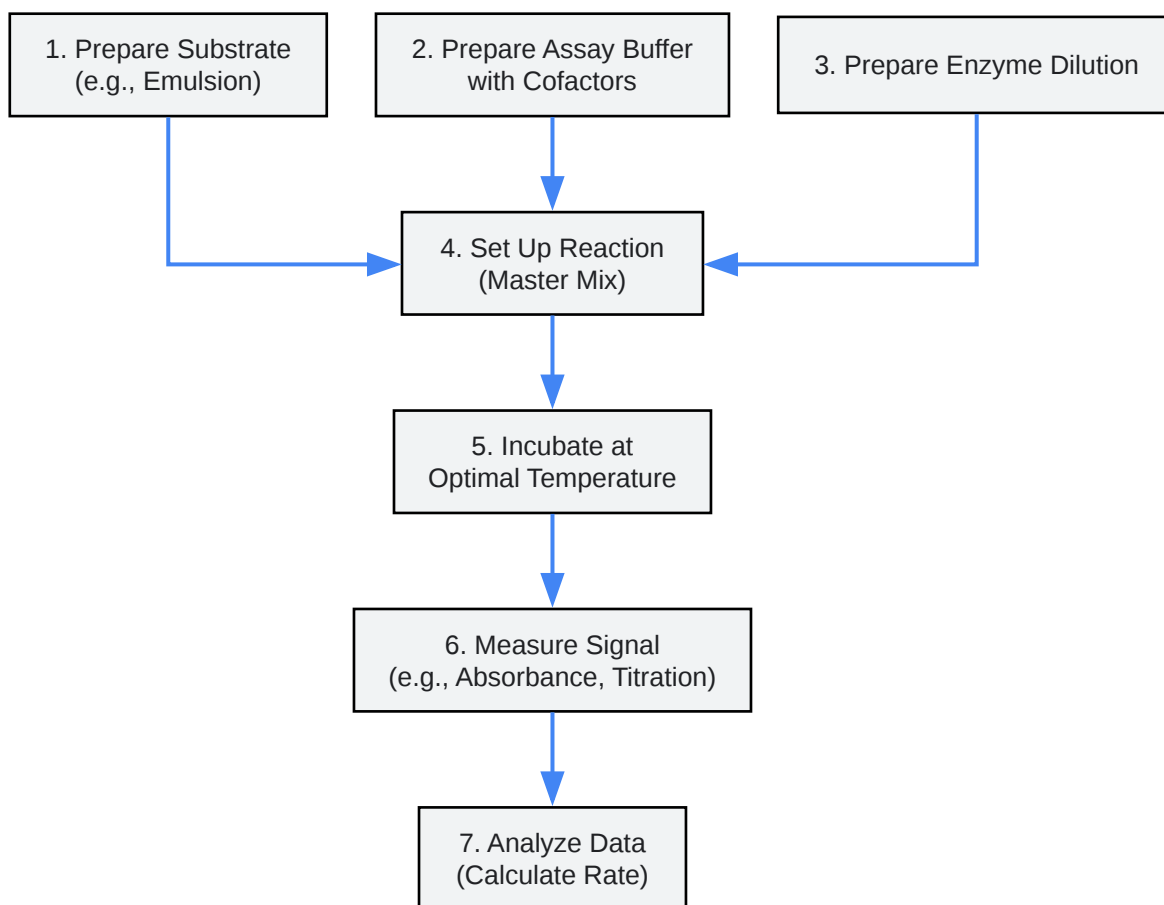 1. Prepare Substrate
(e.g., Emulsion)
2. Prepare Assay Buffer
with Cofactors
3. Prepare Enzyme Dilution
4. Set Up Reaction
(Master Mix)
5. Incubate at
Optimal Temperature
6. Measure Signal
(e.g., Absorbance, Titration)
7. Analyze Data
(Calculate Rate)